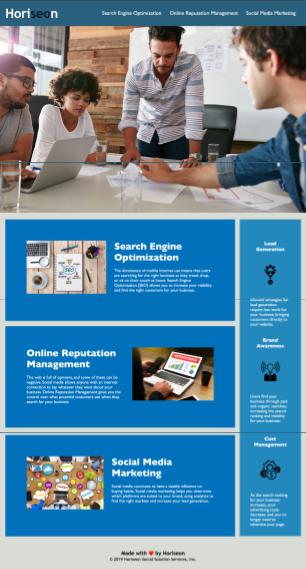 Horiseon
Search Engine Optimization Online Reputation Management Social Media Marketing
Search Engine
Optimization
The dominance of mobile internet use means that users
are searching for the right business as they travel, shop,
or sit on their couch at home. Search Engine
Optimization (SEO) allows you to increase your visibility
and find the right customers for your business.
Online Reputation
Management
The web is full of opinions, and some of these can be
negative. Social media allows anyone with an internet
connection to say whatever they want about your
business. Online Reputation Management gives you the
control over what potential customers see when they
search for your business.
Social Media
Marketing
Social media continues to have a sizable influence on
buying habits. Social media marketing helps you determine
which platforms are suited to your brand, using analytics to
find the right markets and increase your lead generation.
Lead
Generation
Inbound strategies for
lead generation
require less work for
your business, bringing
customers directly to
your website.
Brand
Awareness
Users find your
business through paid
and organic searches,
increasing the search
ranking and visibility
for your business.
Cost
Management
As the search ranking
for your business
increases, your
advertising costs
decrease, and you no
longer need to
advertise your page.
SEO
Made with ❤️ by Horiseon
© 2019 Horiseon Social Solution Services, Inc.